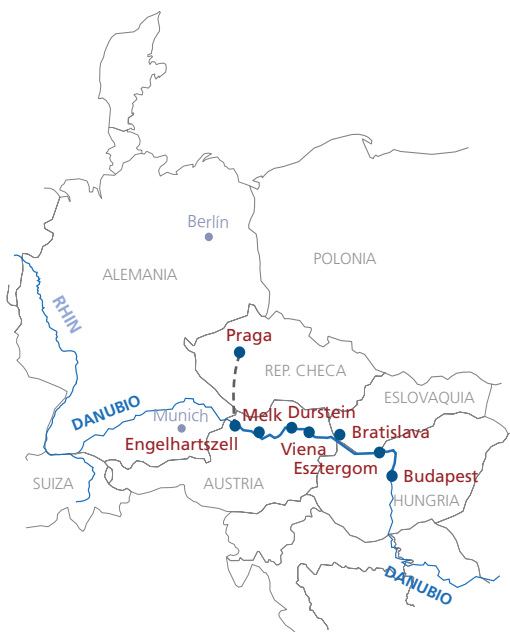 Berlín
POLONIA
ALEMANIA
RHIN
Praga
REP. CHECA
ESLOVAQUIA
DANUBIO
Munich
Melk
Durstein
Engelhartszell
Viena
Bratislava
Esztergom
Budapest
SUIZA
AUSTRIA
HUNGRIA
DANUBIO